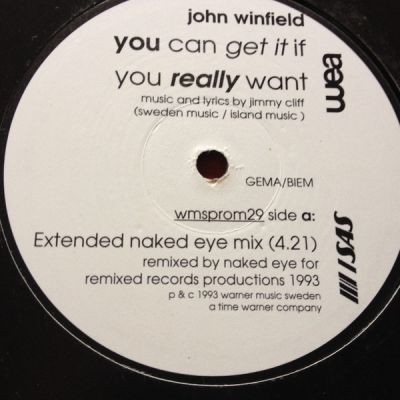 john winfield
you can get it if
you really want
music and lyrics by jimmy cliff
(sweden music / island music )
wea
GEMA/BIEM
wmsprom29 side a:
Extended naked eye mix (4.21)
remixed by naked eye for
remixed records productions 1993
p & c 1993 warner music sweden
a time warner company
SAS